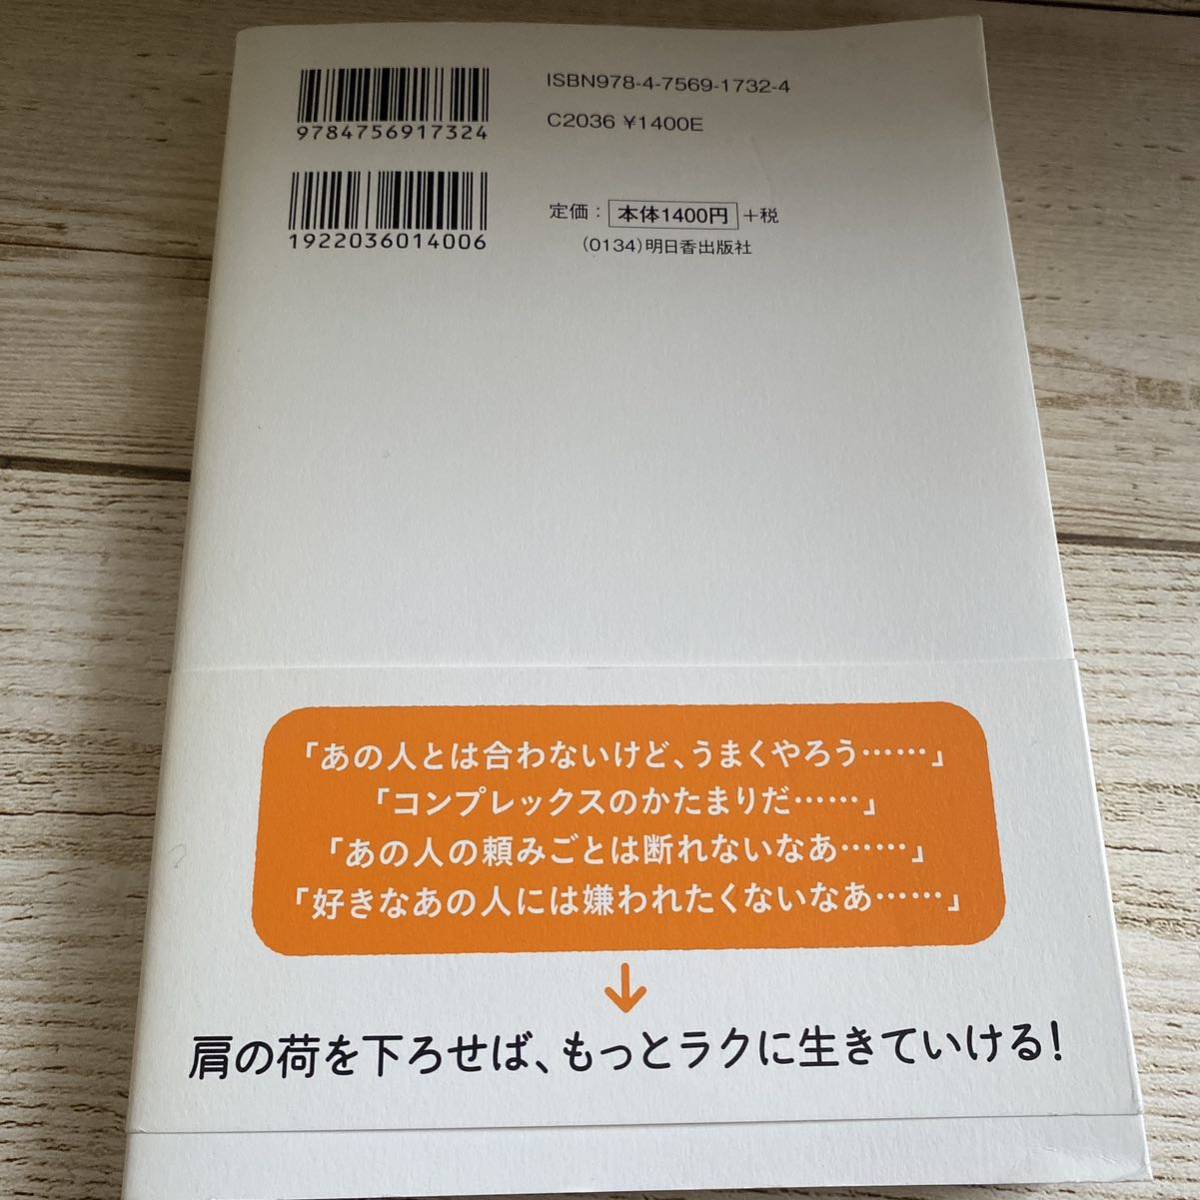 9784756917324
ISBN978-4-7569-1732-4
C2036 ¥1400E
1922036014006
定価：本体1400円+税
(0134)明日香出版社
「あの人とは合わないけど、うまくやろう……」
「コンプレックスのかたまりだ……」
「あの人の頼みごとは断れないなあ……」
「好きなあの人には嫌われたくないなあ……」
肩の荷を下ろせば、もっとラクに生きていける!